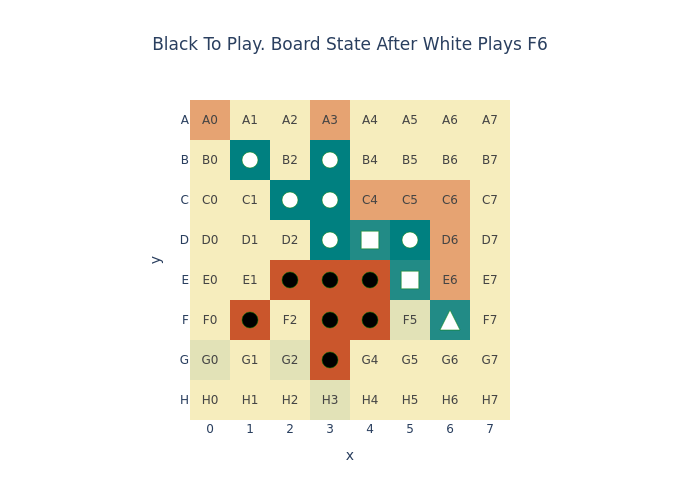 Black To Play. Board State After White Plays F6
A A0 A1 A2 A3 A4 A5 A6 A7
B B0 B2 B4 B5 B6 B7
C C0 C1 C4 C5 C6 C7
D D0 D1 D2 D6 D7
E E0 E1 E6 E7
F F0 F2 F5 F7
G G0 G1 G2 G4 G5 G6 G7
H H0 H1 H2 H3 H4 H5 H6 H7
0 1 2 3 4 5 6 7
x
y